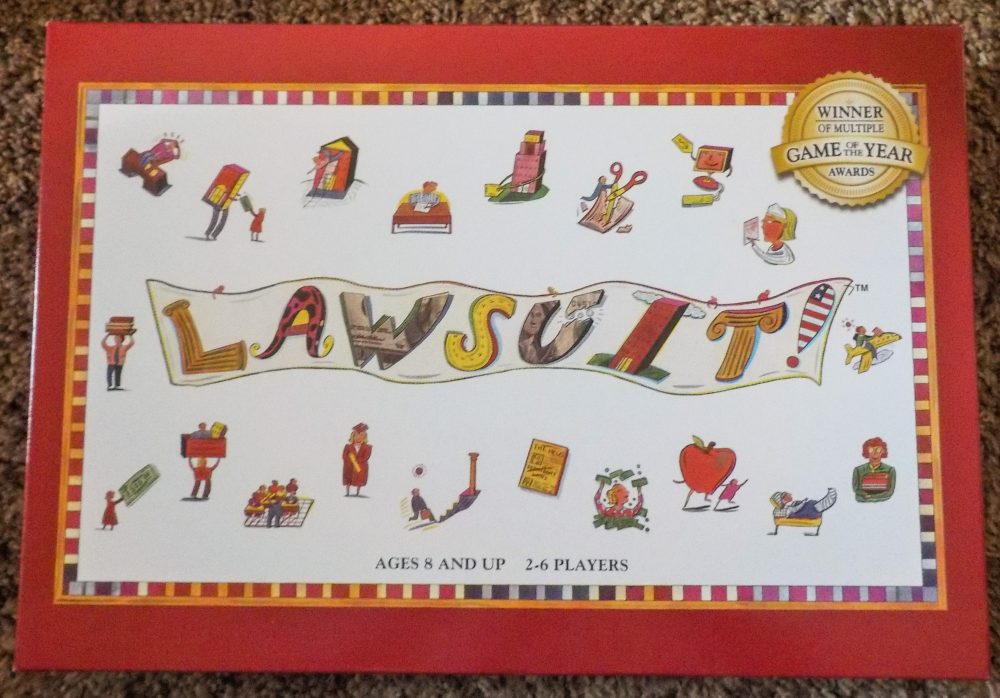 WINNER
OF MULTIPLE
GAME OF THE YEAR
AWARDS
LAWSUIT!™
AGES 8 AND UP 2-6 PLAYERS